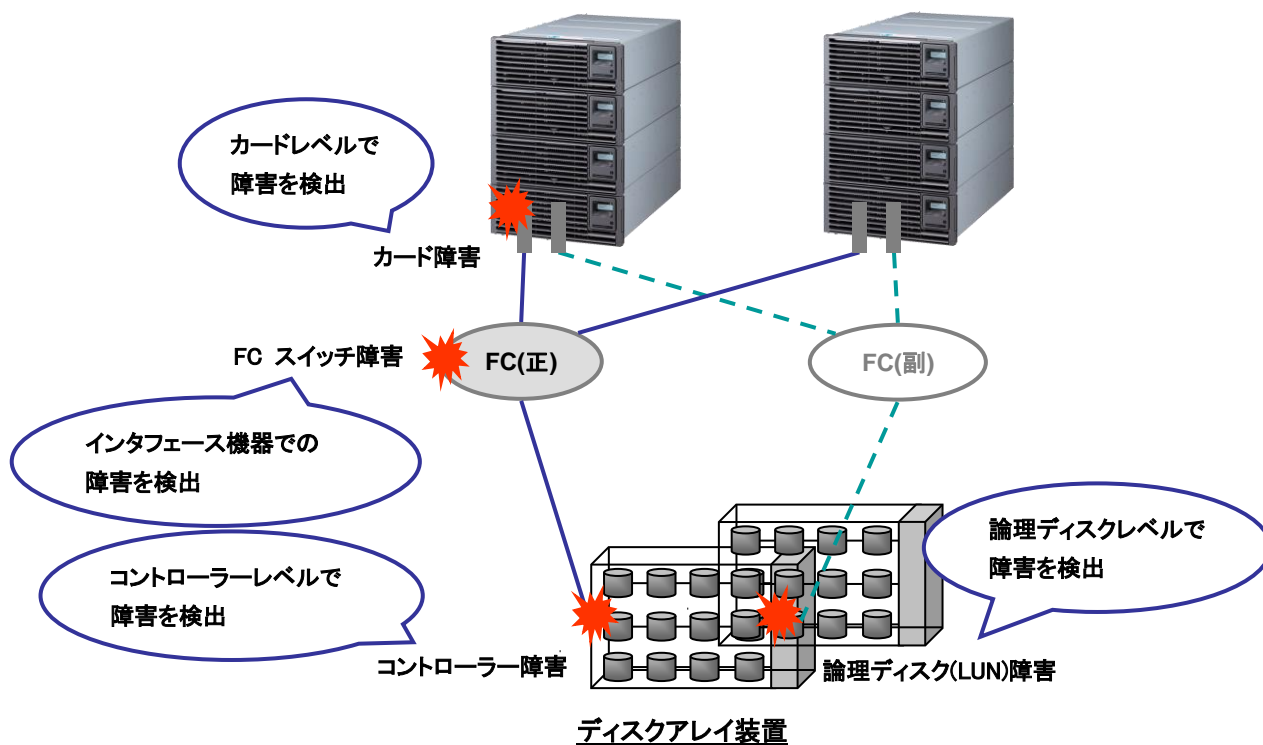 カードレベルで
障害を検出
カード障害
FC スイッチ障害
FC(正)
FC(副)
インタフェース機器での
障害を検出
コントローラーレベルで
障害を検出
論理ディスクレベルで
障害を検出
コントローラー障害
論理ディスク(LUN)障害
ディスクアレイ装置